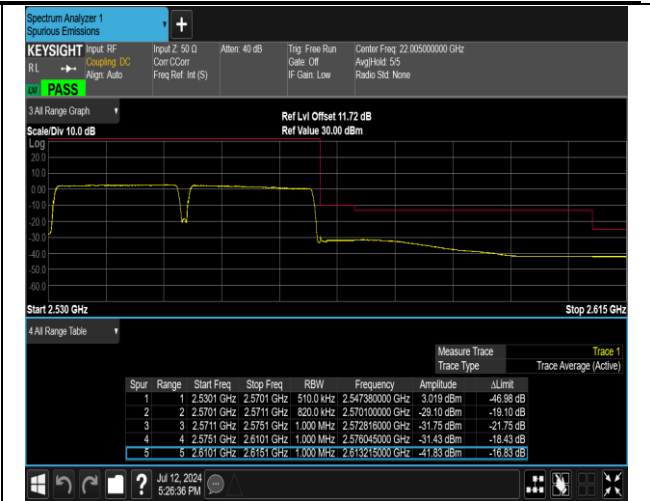 Spectrum Analyzer 1
Spurious Emissions
+
KEYSIGHT Input: RF Input Z: 50 Ω Atten: 40 dB Trig: Free Run Center Freq: 22.005000000 GHz
RL Coupling: DC Corr CCorr Gate: Off Avg|Hold: 5/5
Align: Auto Freq Ref: Int (S) IF Gain: Low Radio Std: None
LXI PASS
3 All Range Graph
Ref Lvl Offset 11.72 dB
Scale/Div 10.0 dB Ref Value 30.00 dBm
Log
20.0
10.0
0.00
-10.0
-20.0
-30.0
-40.0
-50.0
-60.0
Start 2.530 GHz Stop 2.615 GHz
4 All Range Table
Measure Trace Trace 1
Trace Type Trace Average (Active)
Spur Range Start Freq Stop Freq RBW Frequency Amplitude ΔLimit
1 1 2.5301 GHz 2.5701 GHz 510.0 kHz 2.547380000 GHz 3.019 dBm -46.98 dB
2 2 2.5701 GHz 2.5711 GHz 820.0 kHz 2.570100000 GHz -29.10 dBm -19.10 dB
3 3 2.5711 GHz 2.5751 GHz 1.000 MHz 2.572816000 GHz -31.75 dBm -21.75 dB
4 4 2.5751 GHz 2.6101 GHz 1.000 MHz 2.576045000 GHz -31.43 dBm -18.43 dB
5 5 2.6101 GHz 2.6151 GHz 1.000 MHz 2.613215000 GHz -41.83 dBm -16.83 dB
? Jul 12, 2024
5:26:36 PM